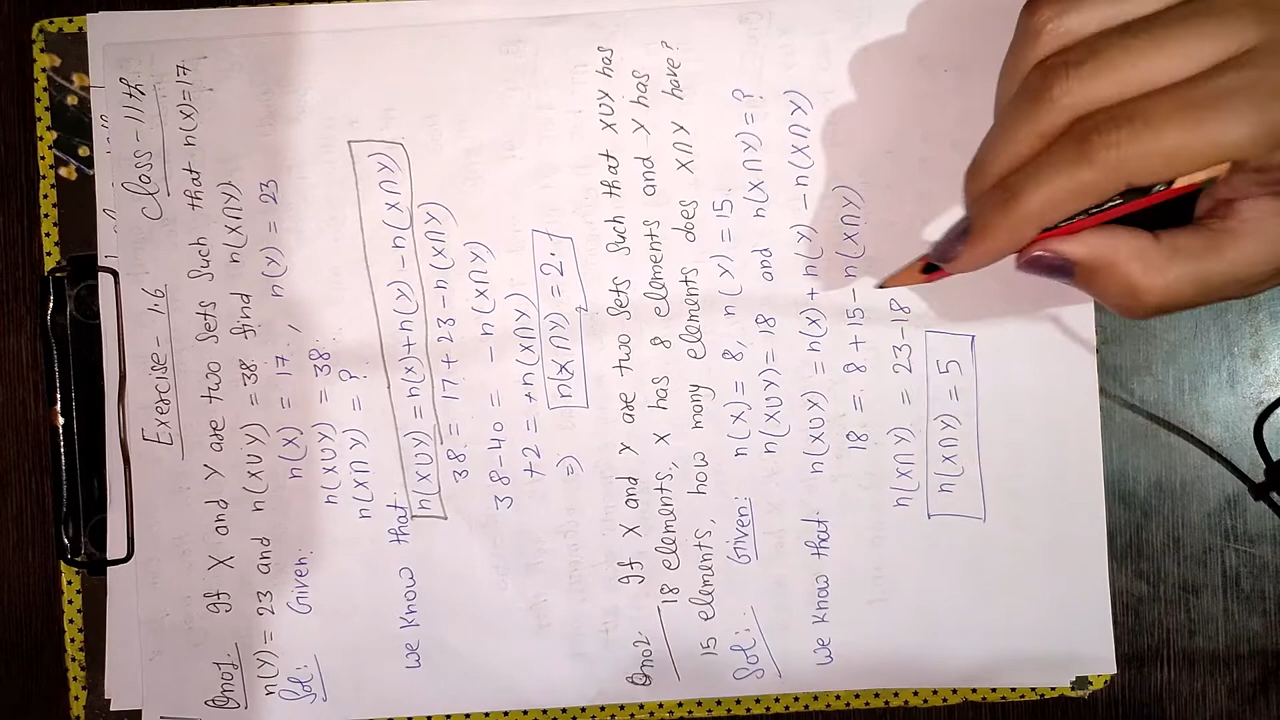 Exercise - 1.6 Class - 11th
Qno1. If X and Y are two sets such that n(X)=17
n(Y) = 23 and n(X∪Y) = 38 find n(X∩Y)
Sol:. Given: n(X) = 17, n(Y) = 23
n(X∪Y) = 38.
n(X∩Y) = ?
we know that
n(X∪Y) = n(X)+n(Y) - n(X∩Y)
38 = 17 + 23 - n(X∩Y)
38-40 = - n(X∩Y)
+2 = +n(X∩Y)
=> n(X∩Y) = 2.
Qno2. If X and Y are two sets such that X∪Y has
18 elements, X has 8 elements and Y has
15 elements, how many elements does X∩Y have?
Sol:. Given: n(X) = 8, n(Y) = 15.
n(X∪Y) = 18 and n(X∩Y) = ?
we know that. n(X∪Y) = n(X) + n(Y) - n(X∩Y)
18 = 8 + 15 - n(X∩Y)
n(X∩Y) = 23-18
n(X∩Y) = 5